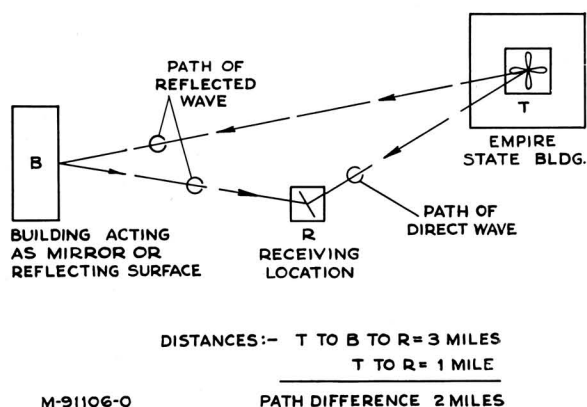 PATH OF
REFLECTED
WAVE
T
EMPIRE
STATE BLDG.
B
PATH OF
DIRECT WAVE
R
RECEIVING
LOCATION
BUILDING ACTING
AS MIRROR OR
REFLECTING SURFACE
DISTANCES:- T TO B TO R = 3 MILES
T TO R = 1 MILE
M-91106-0 PATH DIFFERENCE 2 MILES